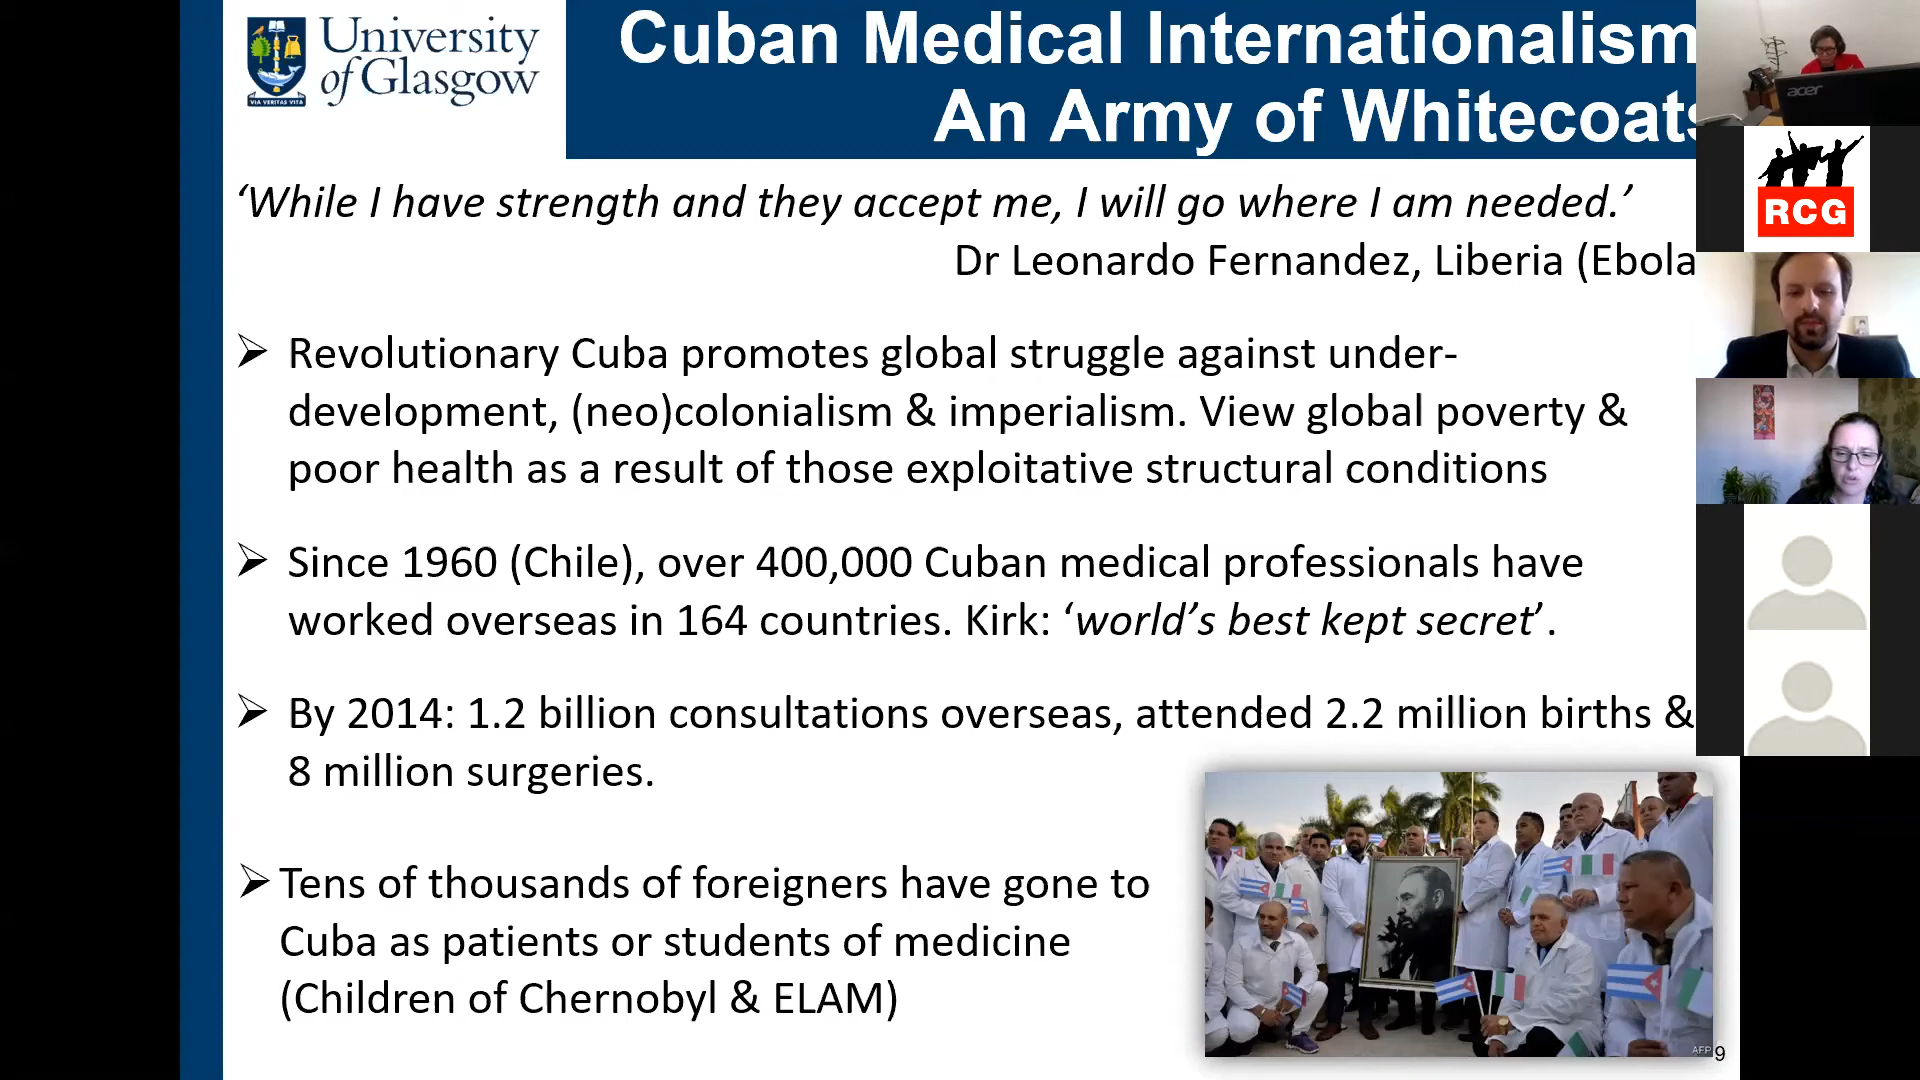 University
of Glasgow
VIA VERITAS VITA
Cuban Medical Internationalism
An Army of Whitecoats
‘While I have strength and they accept me, I will go where I am needed.’
Dr Leonardo Fernandez, Liberia (Ebola
Revolutionary Cuba promotes global struggle against under-
development, (neo)colonialism & imperialism. View global poverty &
poor health as a result of those exploitative structural conditions
Since 1960 (Chile), over 400,000 Cuban medical professionals have
worked overseas in 164 countries. Kirk: ‘world’s best kept secret’.
By 2014: 1.2 billion consultations overseas, attended 2.2 million births &
8 million surgeries.
Tens of thousands of foreigners have gone to
Cuba as patients or students of medicine
(Children of Chernobyl & ELAM)
AFP
9
acer
RCG